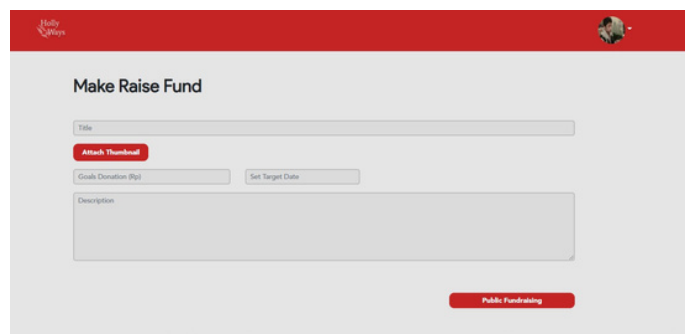 Holly
Ways
Make Raise Fund
Title
Attach Thumbnail
Goals Donation (Rp)
Set Target Date
Description
Public Fundraising